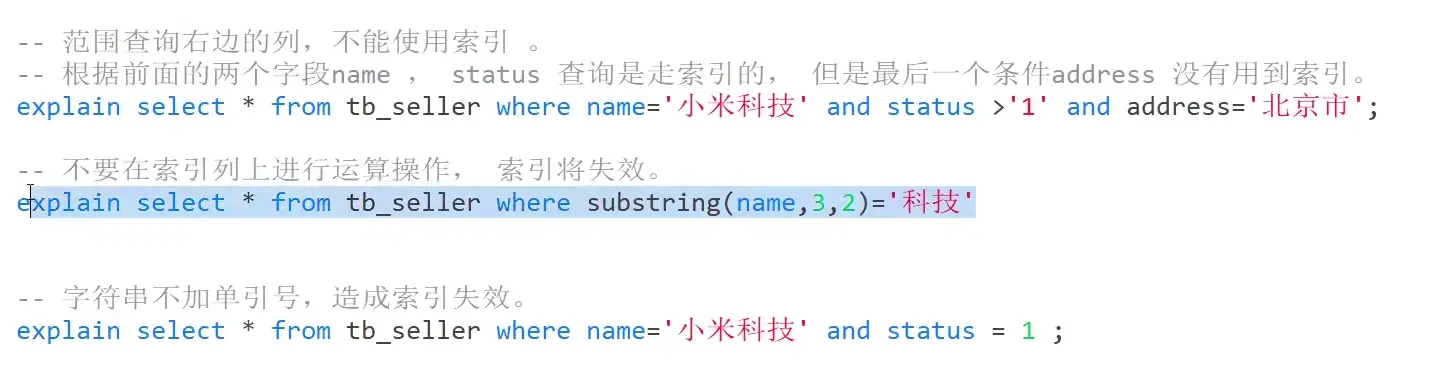 -- 范围查询右边的列，不能使用索引 。
-- 根据前面的两个字段name ， status 查询是走索引的， 但是最后一个条件address 没有用到索引。
explain select * from tb_seller where name='小米科技' and status >'1' and address='北京市';
-- 不要在索引列上进行运算操作， 索引将失效。
explain select * from tb_seller where substring(name,3,2)='科技'
-- 字符串不加单引号，造成索引失效。
explain select * from tb_seller where name='小米科技' and status = 1 ;